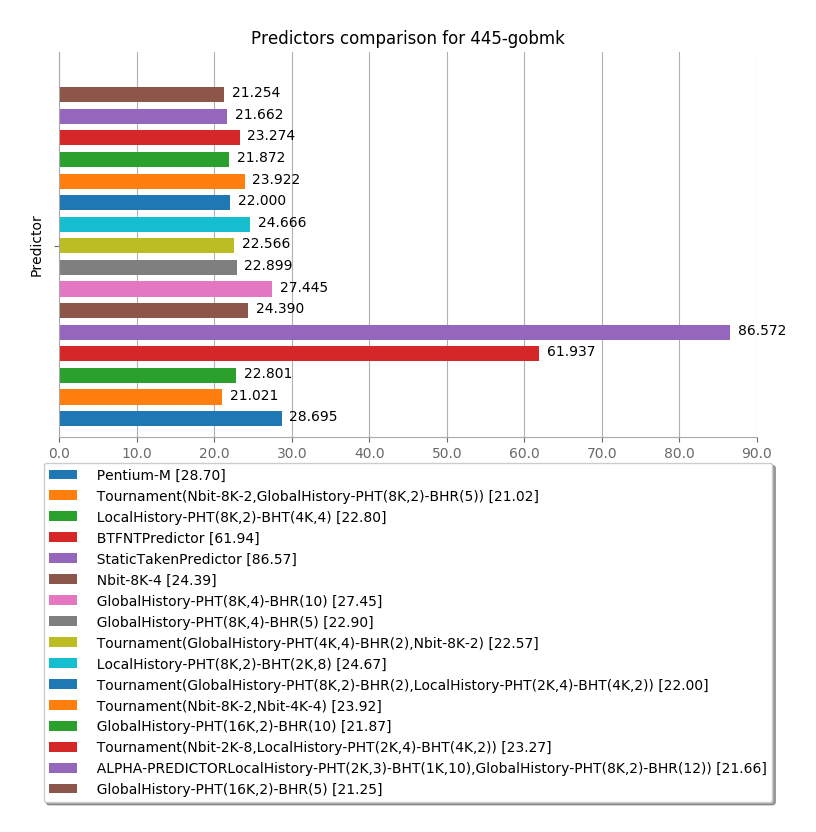 Predictors comparison for 445-gobmk
21.254
21.662
23.274
21.872
23.922
22.000
24.666
22.566
22.899
27.445
24.390
86.572
61.937
22.801
21.021
28.695
Predictor
0.0 10.0 20.0 30.0 40.0 50.0 60.0 70.0 80.0 90.0
Pentium-M [28.70]
Tournament(Nbit-8K-2,GlobalHistory-PHT(8K,2)-BHR(5)) [21.02]
LocalHistory-PHT(8K,2)-BHT(4K,4) [22.80]
BTFNTPredictor [61.94]
StaticTakenPredictor [86.57]
Nbit-8K-4 [24.39]
GlobalHistory-PHT(8K,4)-BHR(10) [27.45]
GlobalHistory-PHT(8K,4)-BHR(5) [22.90]
Tournament(GlobalHistory-PHT(4K,4)-BHR(2),Nbit-8K-2) [22.57]
LocalHistory-PHT(8K,2)-BHT(2K,8) [24.67]
Tournament(GlobalHistory-PHT(8K,2)-BHR(2),LocalHistory-PHT(2K,4)-BHT(4K,2)) [22.00]
Tournament(Nbit-8K-2,Nbit-4K-4) [23.92]
GlobalHistory-PHT(16K,2)-BHR(10) [21.87]
Tournament(Nbit-2K-8,LocalHistory-PHT(2K,4)-BHT(4K,2)) [23.27]
ALPHA-PREDICTORLocalHistory-PHT(2K,3)-BHT(1K,10),GlobalHistory-PHT(8K,2)-BHR(12)) [21.66]
GlobalHistory-PHT(16K,2)-BHR(5) [21.25]